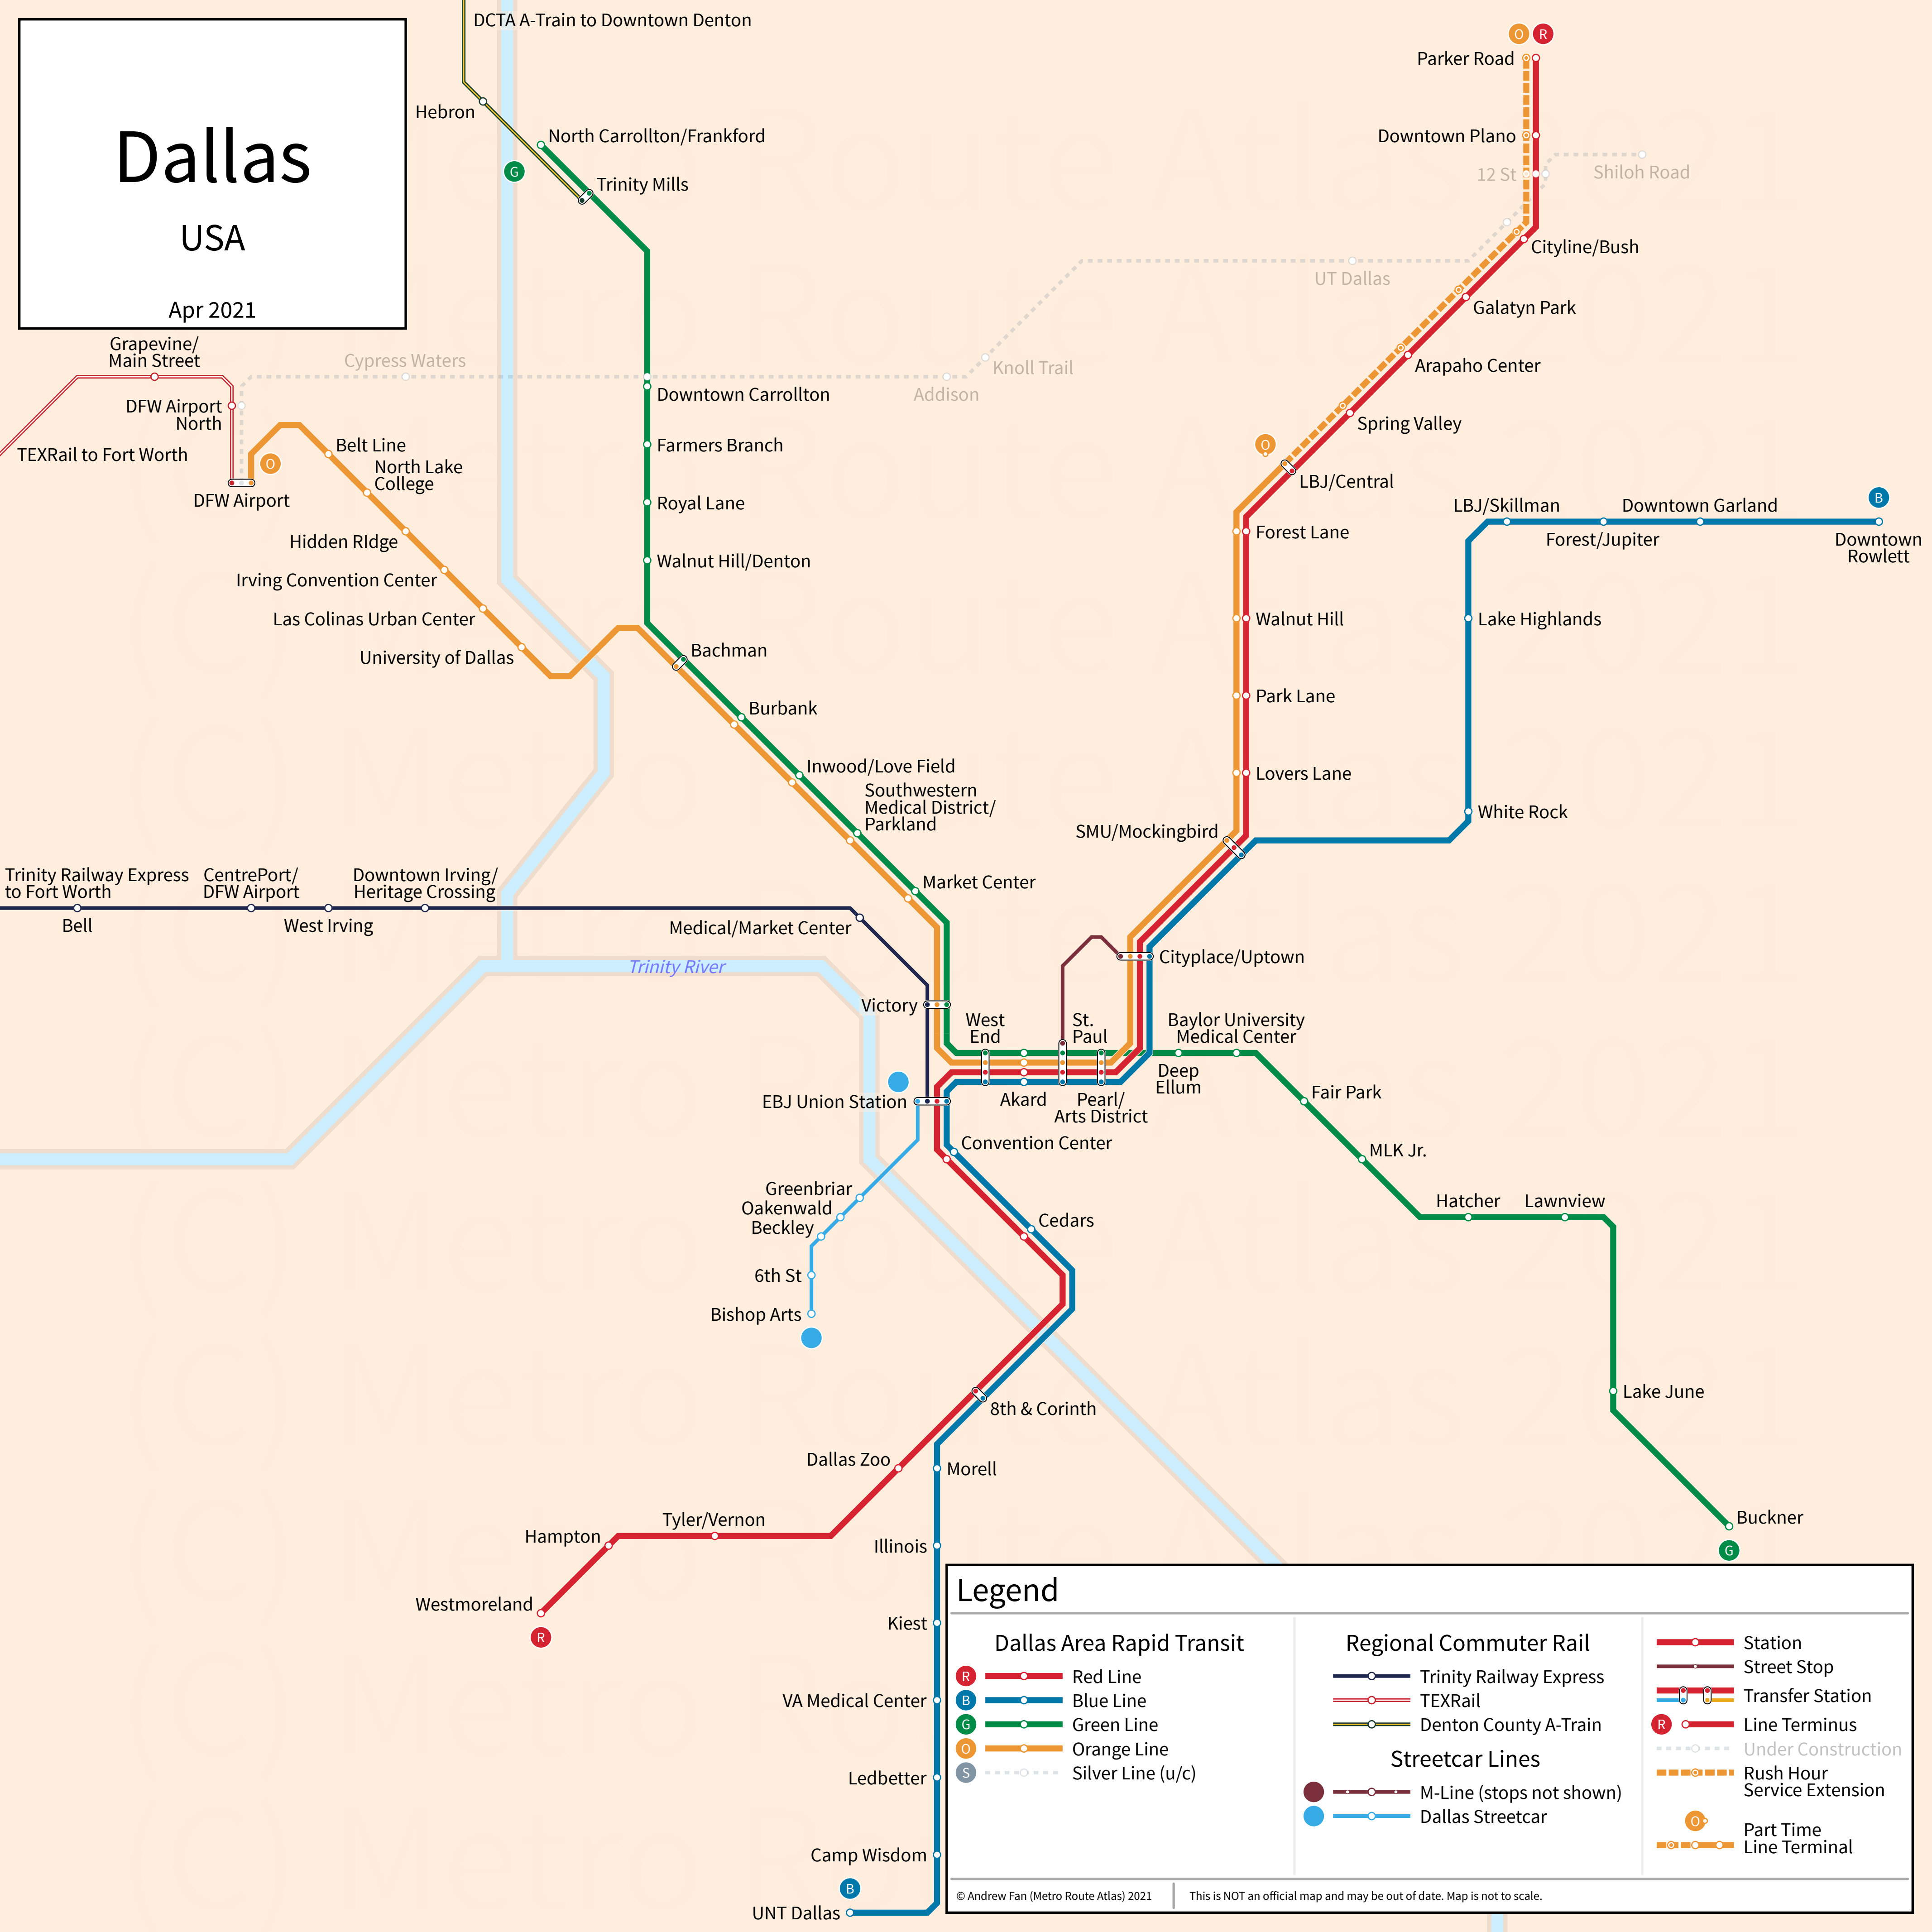 Dallas
USA
Apr 2021
DCTA A-Train to Downtown Denton
Hebron
North Carrollton/Frankford
G
Trinity Mills
O
R
Parker Road
Downtown Plano
12 St
Shiloh Road
Cityline/Bush
UT Dallas
Galatyn Park
Arapaho Center
Spring Valley
O
LBJ/Central
Grapevine/
Main Street
Cypress Waters
Knoll Trail
Addison
DFW Airport
North
TEXRail to Fort Worth
O
DFW Airport
Belt Line
North Lake
College
Hidden RIdge
Irving Convention Center
Las Colinas Urban Center
University of Dallas
Downtown Carrollton
Farmers Branch
Royal Lane
Walnut Hill/Denton
Bachman
Burbank
Inwood/Love Field
Southwestern
Medical District/
Parkland
Market Center
Forest Lane
Walnut Hill
Park Lane
Lovers Lane
SMU/Mockingbird
LBJ/Skillman
Downtown Garland
B
Forest/Jupiter
Downtown
Rowlett
Lake Highlands
White Rock
Trinity Railway Express
to Fort Worth
CentrePort/
DFW Airport
Downtown Irving/
Heritage Crossing
Bell
West Irving
Medical/Market Center
Trinity River
Cityplace/Uptown
Victory
West
End
St.
Paul
Baylor University
Medical Center
Deep
Ellum
Akard
Pearl/
Arts District
EBJ Union Station
Convention Center
Fair Park
MLK Jr.
Hatcher
Lawnview
Greenbriar
Oakenwald
Beckley
6th St
Bishop Arts
Cedars
8th & Corinth
Lake June
Buckner
G
Dallas Zoo
Morell
Tyler/Vernon
Hampton
Westmoreland
R
Illinois
Kiest
VA Medical Center
Ledbetter
Camp Wisdom
B
UNT Dallas
Legend
Dallas Area Rapid Transit
R Red Line
B Blue Line
G Green Line
O Orange Line
S Silver Line (u/c)
Regional Commuter Rail
Trinity Railway Express
TEXRail
Denton County A-Train
Streetcar Lines
M-Line (stops not shown)
Dallas Streetcar
Station
Street Stop
Transfer Station
R Line Terminus
Under Construction
Rush Hour
Service Extension
O
Part Time
Line Terminal
© Andrew Fan (Metro Route Atlas) 2021
This is NOT an official map and may be out of date. Map is not to scale.